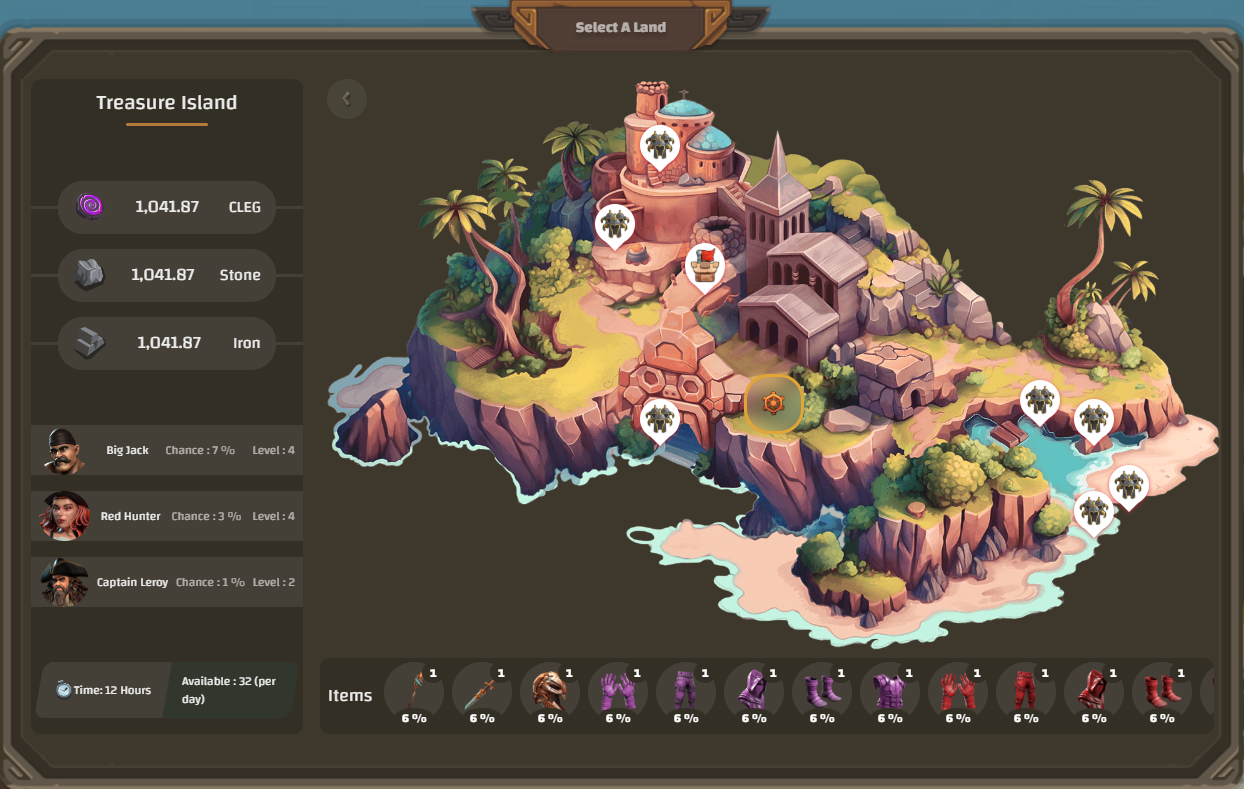 Select A Land
Treasure Island
1,041.87 CLEG
1,041.87 Stone
1,041.87 Iron
Big Jack Chance : 7 % Level : 4
Red Hunter Chance : 3 % Level : 4
Captain Leroy Chance : 1 % Level : 2
Time: 12 Hours
Available : 32 (per
day)
Items
1 1 1 1 1 1 1 1 1 1 1 1
6 % 6 % 6 % 6 % 6 % 6 % 6 % 6 % 6 % 6 % 6 % 6 %